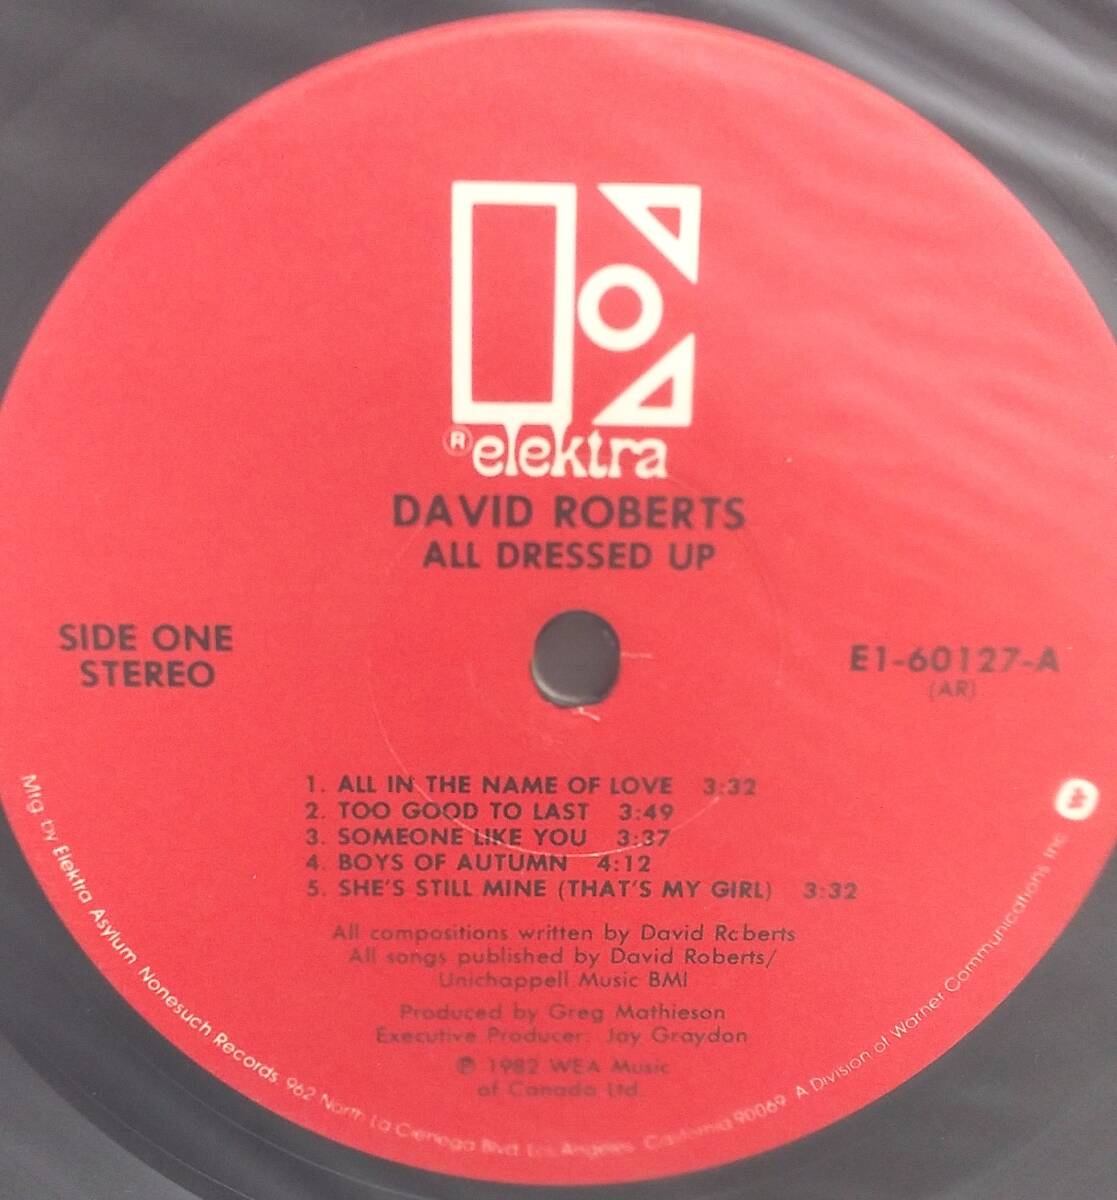 ® elektra
DAVID ROBERTS
ALL DRESSED UP
SIDE ONE
STEREO
E1-60127-A
(AR)
1. ALL IN THE NAME OF LOVE 3:32
2. TOO GOOD TO LAST 3:49
3. SOMEONE LIKE YOU 3:37
4. BOYS OF AUTUMN 4:12
5. SHE'S STILL MINE (THAT'S MY GIRL) 3:32
All compositions written by David Roberts
All songs published by David Roberts/
Unichappell Music BMI
Produced by Greg Mathieson
Executive Producer: Jay Graydon
℗ 1982 WEA Music
of Canada Ltd.
Mfg. by Elektra Asylum Nonesuch Records, 962 North La Cienega Blvd. Los Angeles, California 90069 A Division of Warner Communications Inc.